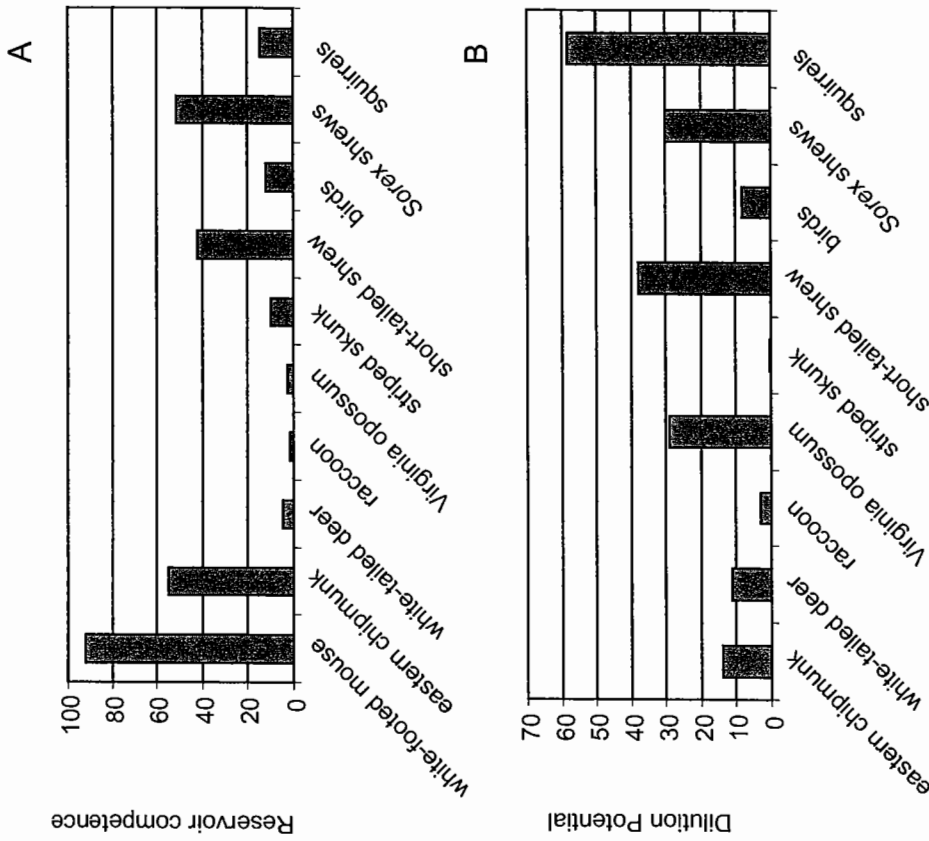 A
Reservoir competence
100
80
60
40
20
0
white-footed mouse
eastern chipmunk
white-tailed deer
raccoon
Virginia opossum
striped skunk
short-tailed shrew
birds
Sorex shrews
squirrels
B
Dilution Potential
70
60
50
40
30
20
10
0
eastern chipmunk
white-tailed deer
raccoon
Virginia opossum
striped skunk
short-tailed shrew
birds
Sorex shrews
squirrels